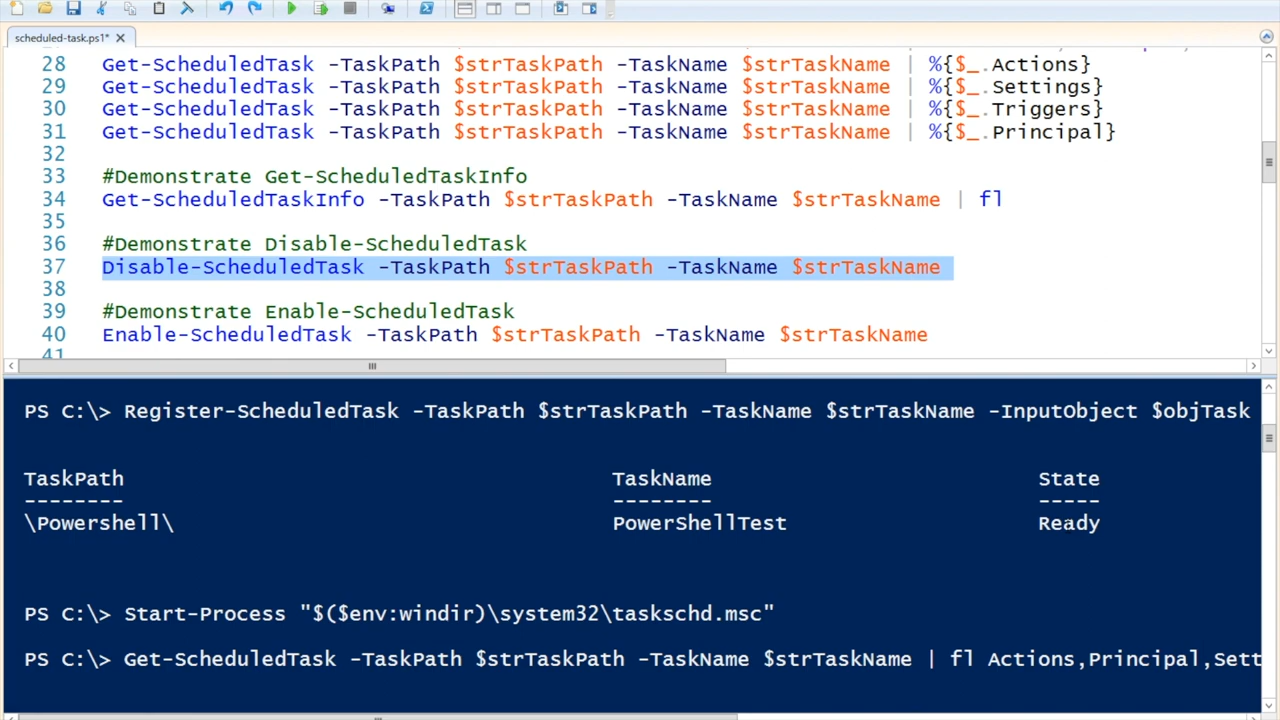 scheduled-task.ps1*
28 Get-ScheduledTask -TaskPath $strTaskPath -TaskName $strTaskName | %{$_.Actions}
29 Get-ScheduledTask -TaskPath $strTaskPath -TaskName $strTaskName | %{$_.Settings}
30 Get-ScheduledTask -TaskPath $strTaskPath -TaskName $strTaskName | %{$_.Triggers}
31 Get-ScheduledTask -TaskPath $strTaskPath -TaskName $strTaskName | %{$_.Principal}
32
33 #Demonstrate Get-ScheduledTaskInfo
34 Get-ScheduledTaskInfo -TaskPath $strTaskPath -TaskName $strTaskName | fl
35
36 #Demonstrate Disable-ScheduledTask
37 Disable-ScheduledTask -TaskPath $strTaskPath -TaskName $strTaskName
38
39 #Demonstrate Enable-ScheduledTask
40 Enable-ScheduledTask -TaskPath $strTaskPath -TaskName $strTaskName
41
PS C:\> Register-ScheduledTask -TaskPath $strTaskPath -TaskName $strTaskName -InputObject $objTask
TaskPath TaskName State
-------- -------- -----
\Powershell\ PowerShellTest Ready
PS C:\> Start-Process "$($env:windir)\system32\taskschd.msc"
PS C:\> Get-ScheduledTask -TaskPath $strTaskPath -TaskName $strTaskName | fl Actions,Principal,Sett